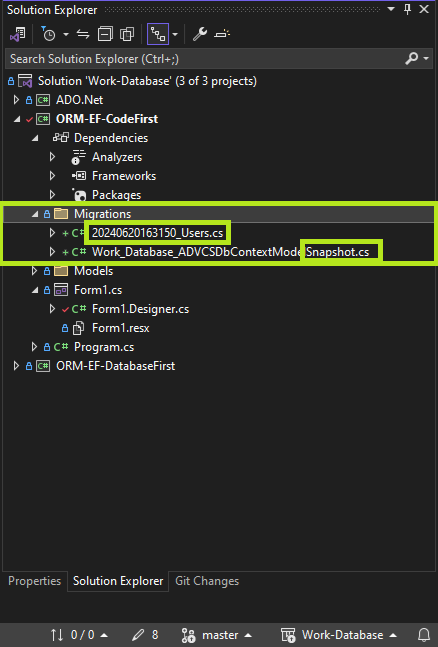 Solution Explorer
Search Solution Explorer (Ctrl+;)
Solution 'Work-Database' (3 of 3 projects)
ADO.Net
ORM-EF-CodeFirst
Dependencies
Analyzers
Frameworks
Packages
Migrations
20240620163150_Users.cs
Work_Database_ADVCSDbContextModelSnapshot.cs
Models
Form1.cs
Form1.Designer.cs
Form1.resx
Program.cs
ORM-EF-DatabaseFirst
Properties Solution Explorer Git Changes
0 / 0 8 master Work-Database